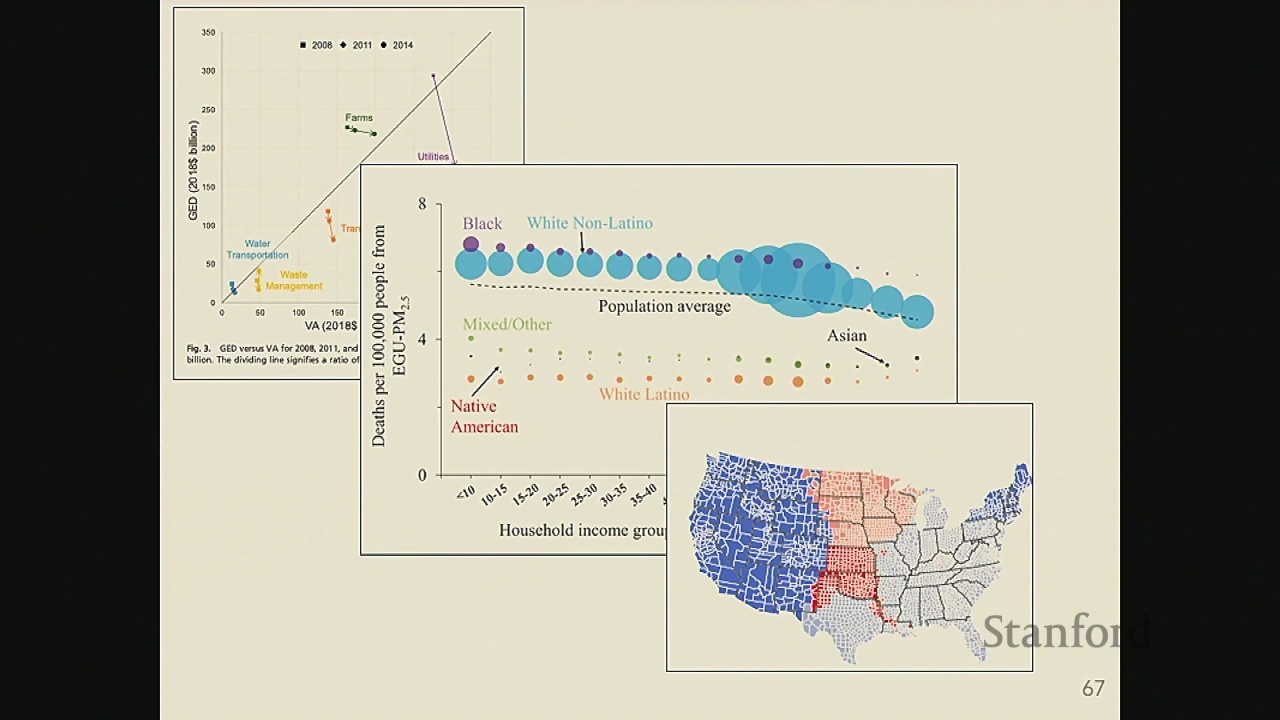 350
300
250
200
150
100
50
0
GED (2018$ billion)
2008 2011 2014
Farms
Utilities
Tran
Water
Transportation
Waste
Management
0 50 100 150
VA (2018$
Fig. 3. GED versus VA for 2008, 2011, and
billion. The dividing line signifies a ratio of
8
4
0
Deaths per 100,000 people from
EGU-PM2.5
Black
White Non-Latino
Population average
Mixed/Other
Asian
White Latino
Native
American
<10 10-15 15-20 20-25 25-30 30-35 35-40
Household income group
Stanford
67